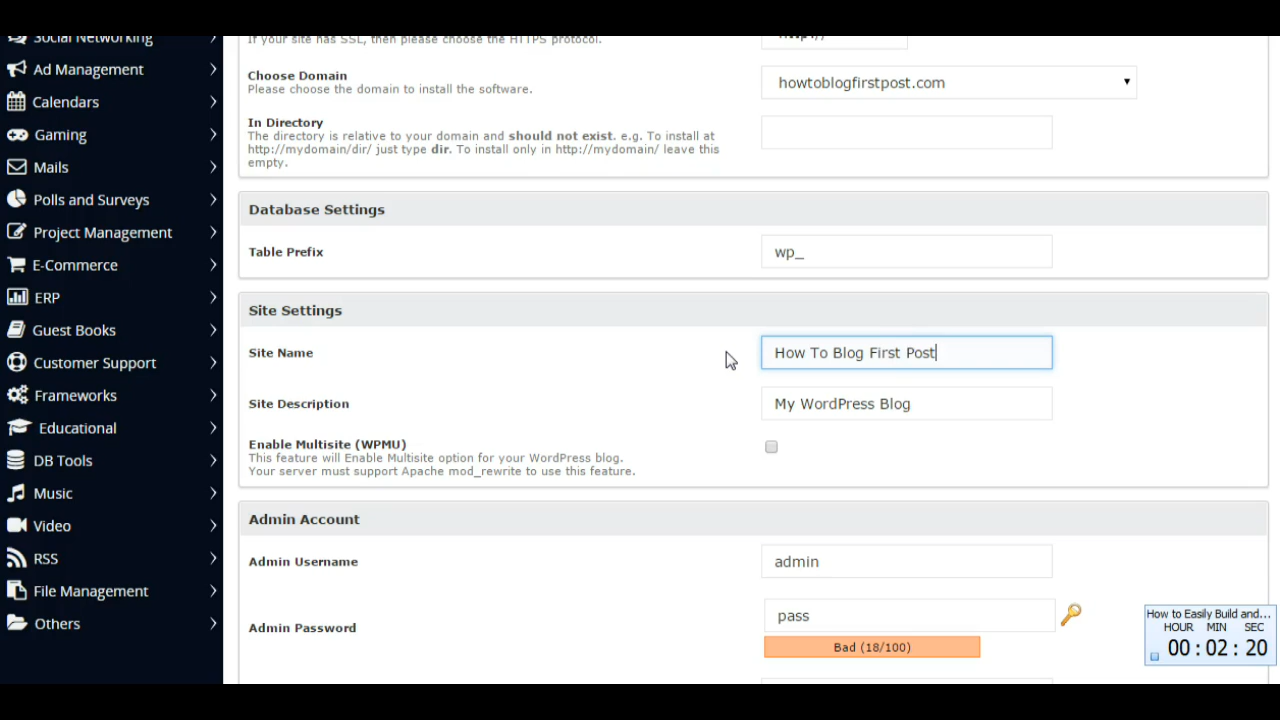 Social Networking
Ad Management
Calendars
Gaming
Mails
Polls and Surveys
Project Management
E-Commerce
ERP
Guest Books
Customer Support
Frameworks
Educational
DB Tools
Music
Video
RSS
File Management
Others
If your site has SSL, then please choose the HTTPS protocol.
http://
Choose Domain
Please choose the domain to install the software.
howtoblogfirstpost.com
In Directory
The directory is relative to your domain and should not exist. e.g. To install at
http://mydomain/dir/ just type dir. To install only in http://mydomain/ leave this
empty.
Database Settings
Table Prefix
wp_
Site Settings
Site Name
How To Blog First Post
Site Description
My WordPress Blog
Enable Multisite (WPMU)
This feature will Enable Multisite option for your WordPress blog.
Your server must support Apache mod_rewrite to use this feature.
Admin Account
Admin Username
admin
Admin Password
pass
Bad (18/100)
How to Easily Build and...
HOUR MIN SEC
00 : 02 : 20